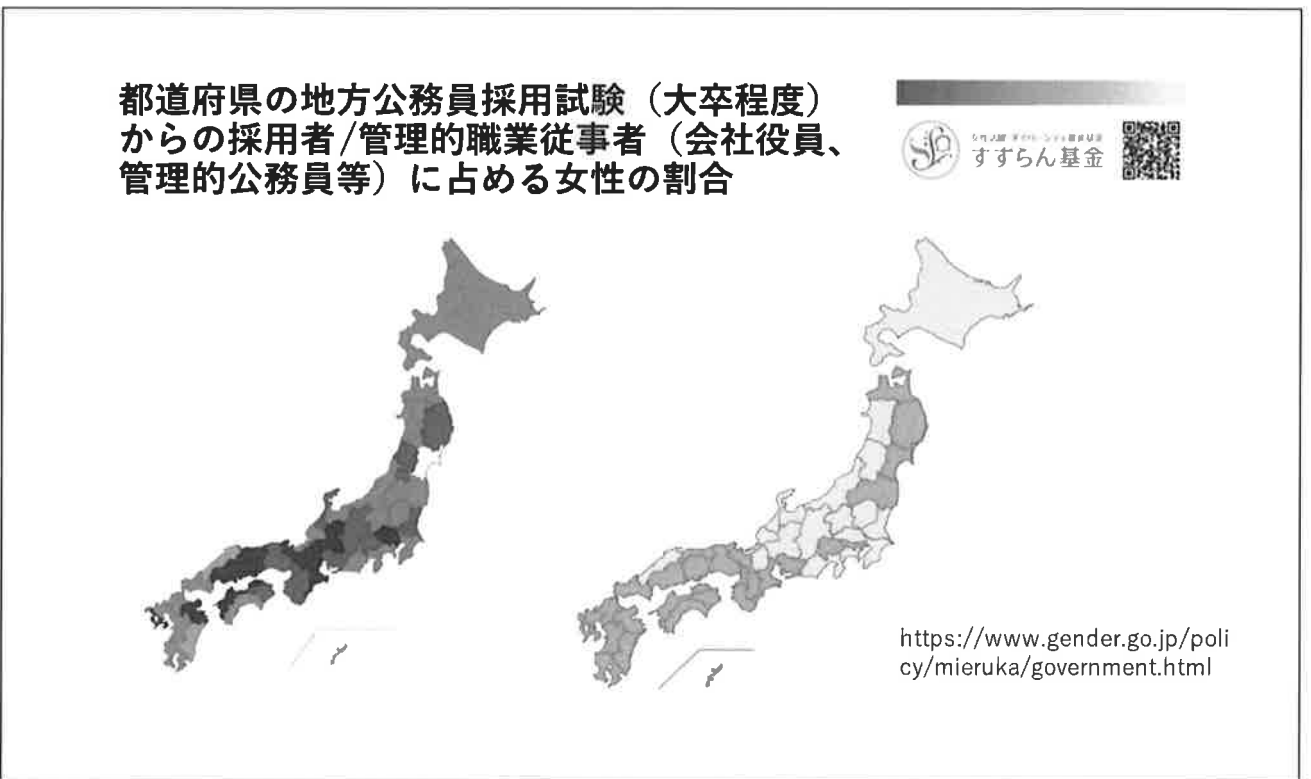 都道府県の地方公務員採用試験（大卒程度）
からの採用者/管理的職業従事者（会社役員、
管理的公務員等）に占める女性の割合
すずらん基金
https://www.gender.go.jp/poli
cy/mieruka/government.html